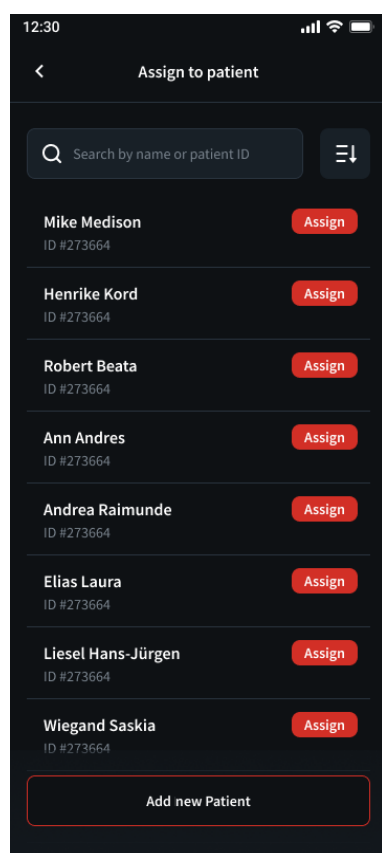 12:30
Assign to patient
Search by name or patient ID
Mike Medison
Assign
ID #273664
Henrike Kord
Assign
ID #273664
Robert Beata
Assign
ID #273664
Ann Andres
Assign
ID #273664
Andrea Raimunde
Assign
ID #273664
Elias Laura
Assign
ID #273664
Liesel Hans-Jürgen
Assign
ID #273664
Wiegand Saskia
Assign
ID #273664
Add new Patient